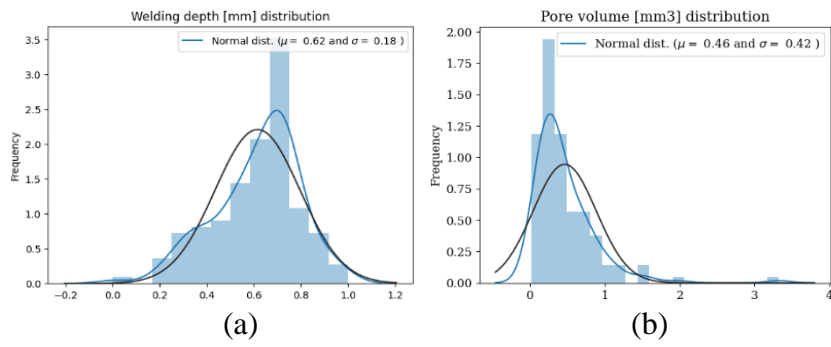 Welding depth [mm] distribution
Normal dist. (μ = 0.62 and σ = 0.18 )
Frequency
3.5
3.0
2.5
2.0
1.5
1.0
0.5
0.0
−0.2 0.0 0.2 0.4 0.6 0.8 1.0 1.2
(a)
Pore volume [mm3] distribution
Normal dist. (μ = 0.46 and σ = 0.42 )
Frequency
2.00
1.75
1.50
1.25
1.00
0.75
0.50
0.25
0.00
0 1 2 3 4
(b)